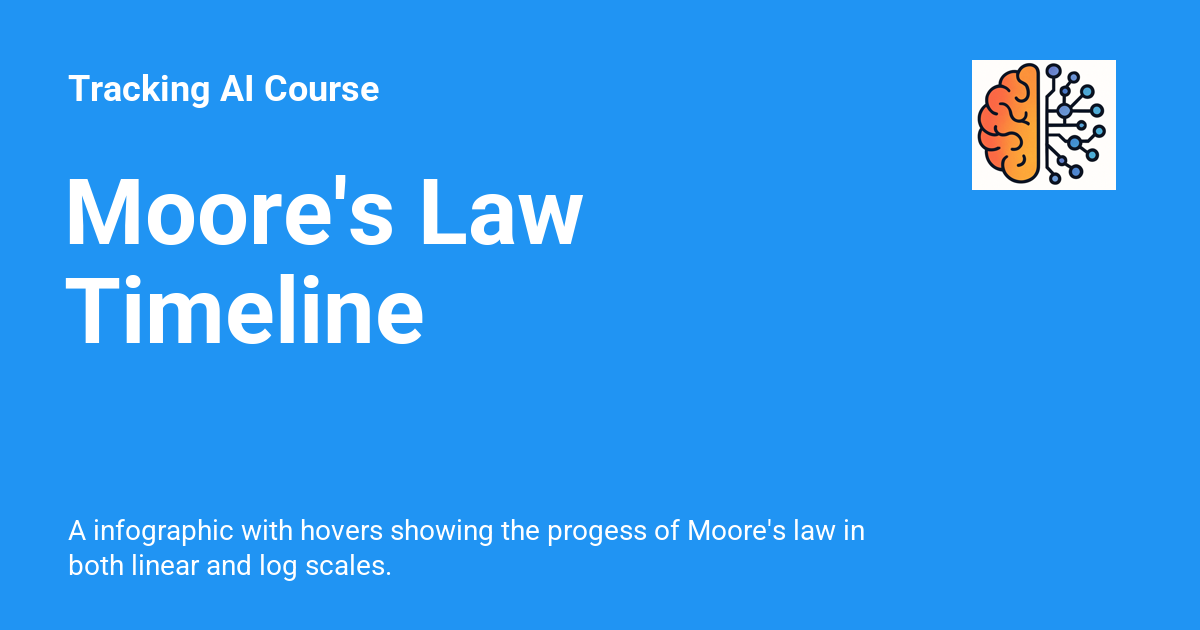 Tracking AI Course
Moore's Law
Timeline
A infographic with hovers showing the progess of Moore's law in
both linear and log scales.